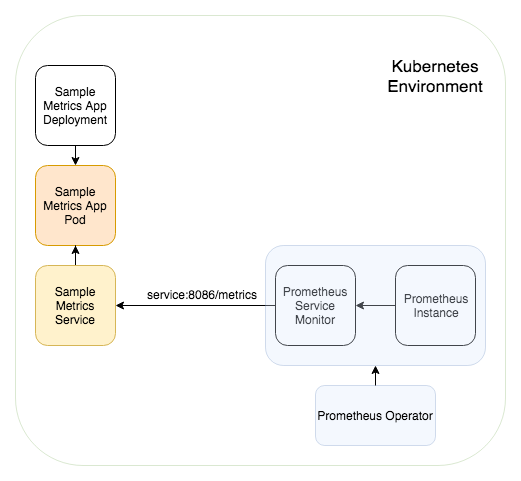 Kubernetes
Environment
Sample
Metrics App
Deployment
Sample
Metrics App
Pod
Sample
Metrics
Service
service:8086/metrics
Prometheus
Service
Monitor
Prometheus
Instance
Prometheus Operator